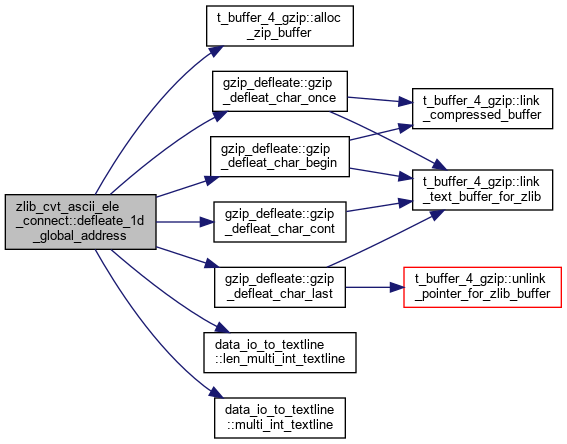 zlib_cvt_ascii_ele
_connect::defleate_1d
_global_address
t_buffer_4_gzip::alloc
_zip_buffer
gzip_defleate::gzip
_defleat_char_once
gzip_defleate::gzip
_defleat_char_begin
gzip_defleate::gzip
_defleat_char_cont
gzip_defleate::gzip
_defleat_char_last
data_io_to_textline
::len_multi_int_textline
data_io_to_textline
::multi_int_textline
t_buffer_4_gzip::link
_compressed_buffer
t_buffer_4_gzip::link
_text_buffer_for_zlib
t_buffer_4_gzip::unlink
_pointer_for_zlib_buffer